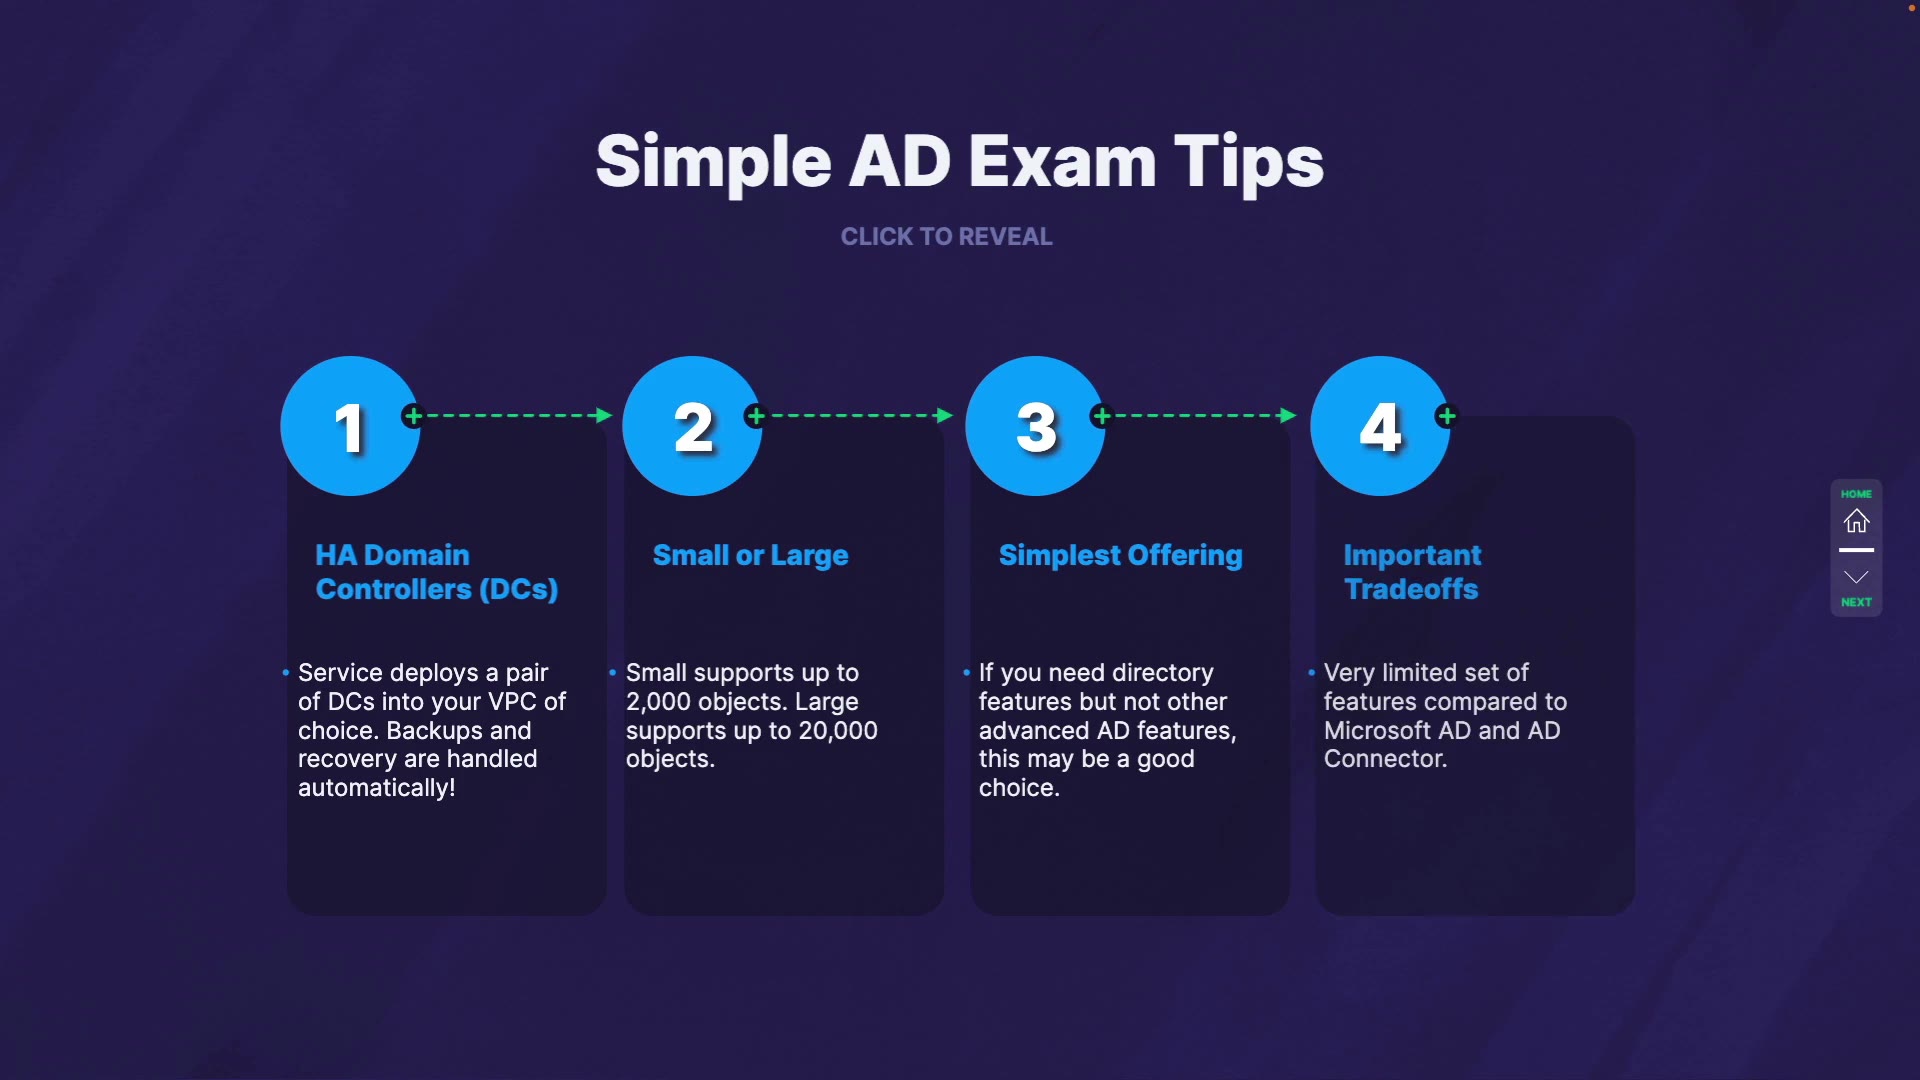 Simple AD Exam Tips
CLICK TO REVEAL
1
2
3
4
HA Domain
Controllers (DCs)
• Service deploys a pair
of DCs into your VPC of
choice. Backups and
recovery are handled
automatically!
Small or Large
• Small supports up to
2,000 objects. Large
supports up to 20,000
objects.
Simplest Offering
• If you need directory
features but not other
advanced AD features,
this may be a good
choice.
Important
Tradeoffs
• Very limited set of
features compared to
Microsoft AD and AD
Connector.
HOME
NEXT